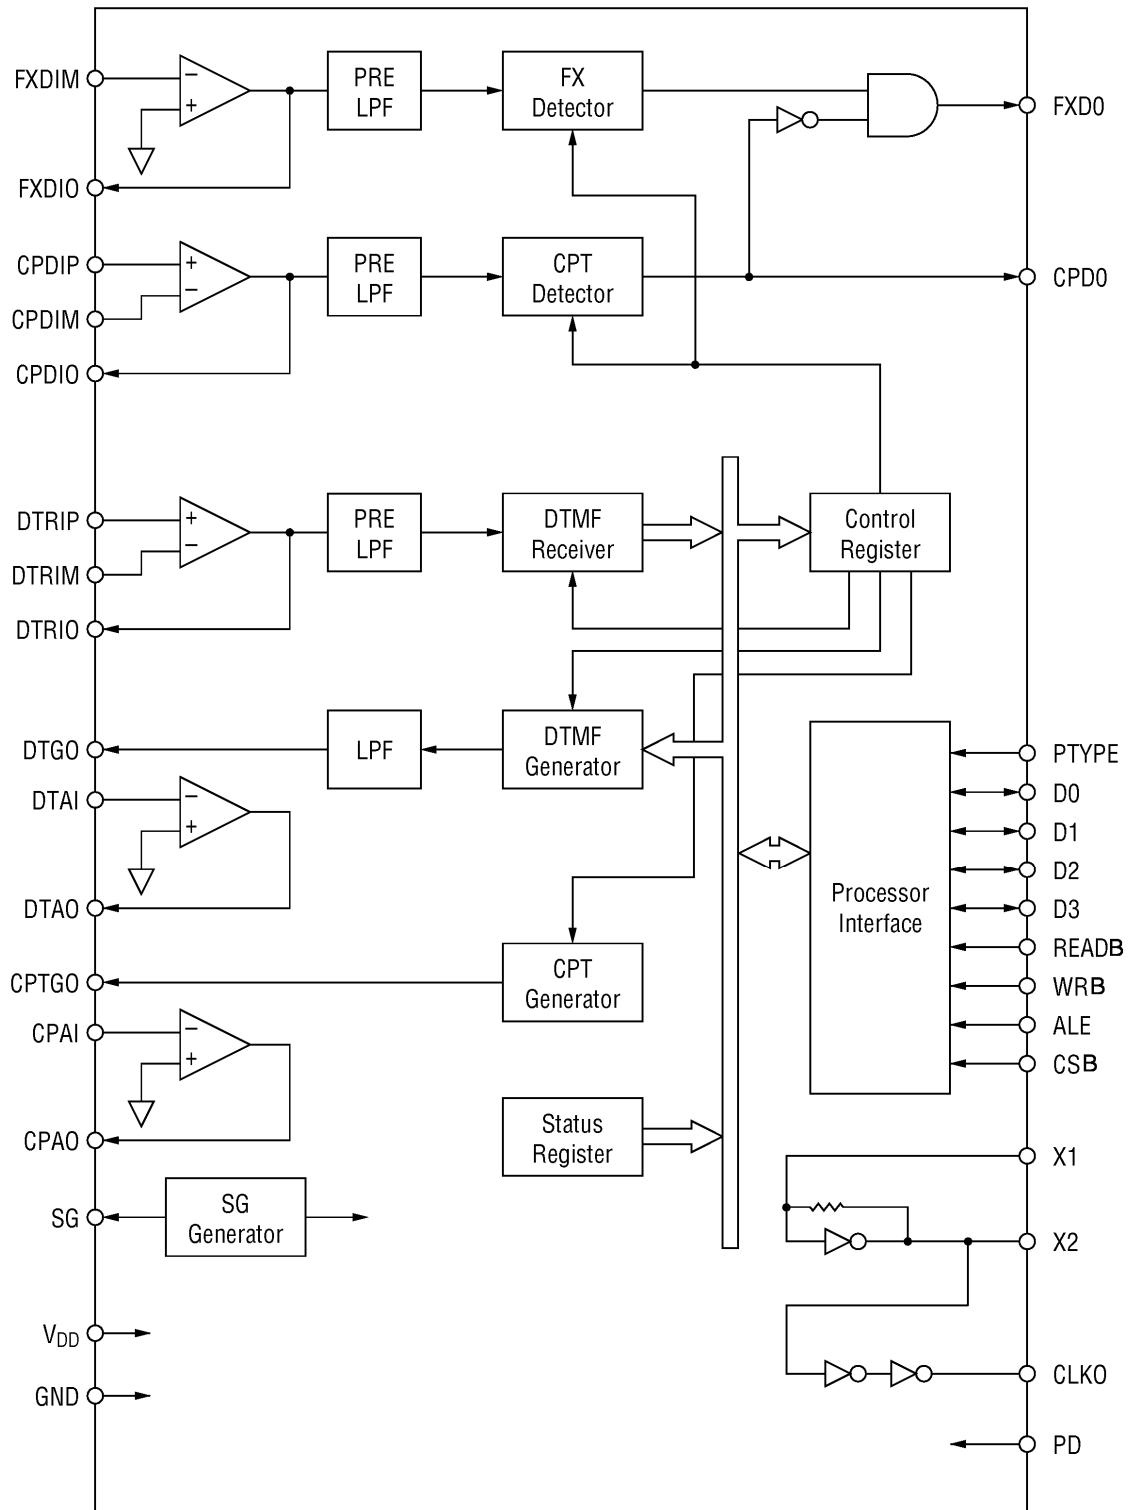 FXDIM
PRE
LPF
FX
Detector
FXD0
FXDIO
CPDIP
CPDIM
PRE
LPF
CPT
Detector
CPD0
CPDIO
DTRIP
DTRIM
PRE
LPF
DTMF
Receiver
Control
Register
DTRIO
DTGO
LPF
DTMF
Generator
DTAI
DTAO
Processor
Interface
PTYPE
D0
D1
D2
D3
READB
WRB
ALE
CSB
CPTGO
CPT
Generator
CPAI
CPAO
Status
Register
SG
SG
Generator
X1
X2
VDD
GND
CLKO
PD